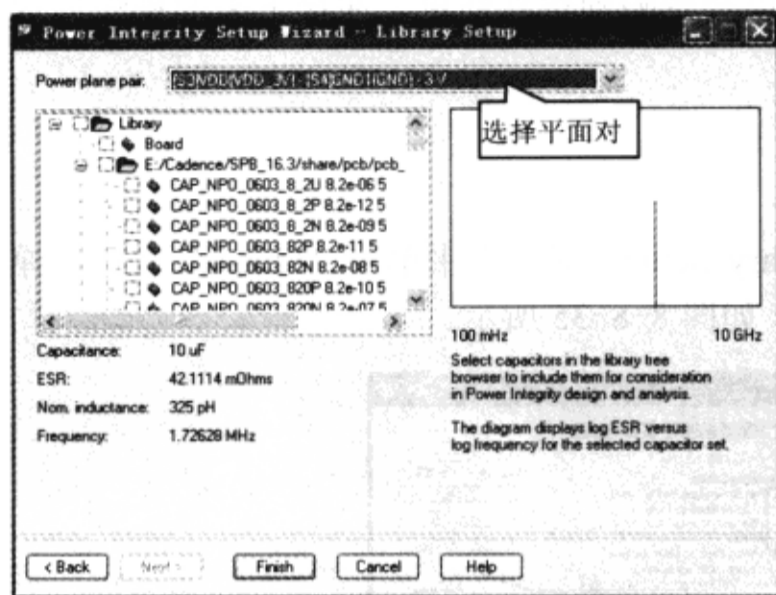 Power Integrity Setup Wizard - Library Setup
Power plane pair:
选择平面对
Library
Board
E:/Cadence/SPB_16.3/share/pcb/pcb_
CAP_NPO_0603_8_2U 8.2e-06 5
CAP_NPO_0603_8_2P 8.2e-12 5
CAP_NPO_0603_8_2N 8.2e-09 5
CAP_NPO_0603_82P 8.2e-11 5
CAP_NPO_0603_82N 8.2e-08 5
CAP_NPO_0603_820P 8.2e-10 5
CAP_NPO_0603_820N 8.2e-07 5
100 mHz 10 GHz
Capacitance: 10 uF
ESR: 42.1114 mOhms
Nom. inductance: 325 pH
Frequency: 1.72628 MHz
Select capacitors in the library tree
browser to include them for consideration
in Power Integrity design and analysis.
The diagram displays log ESR versus
log frequency for the selected capacitor set.
< Back Next > Finish Cancel Help